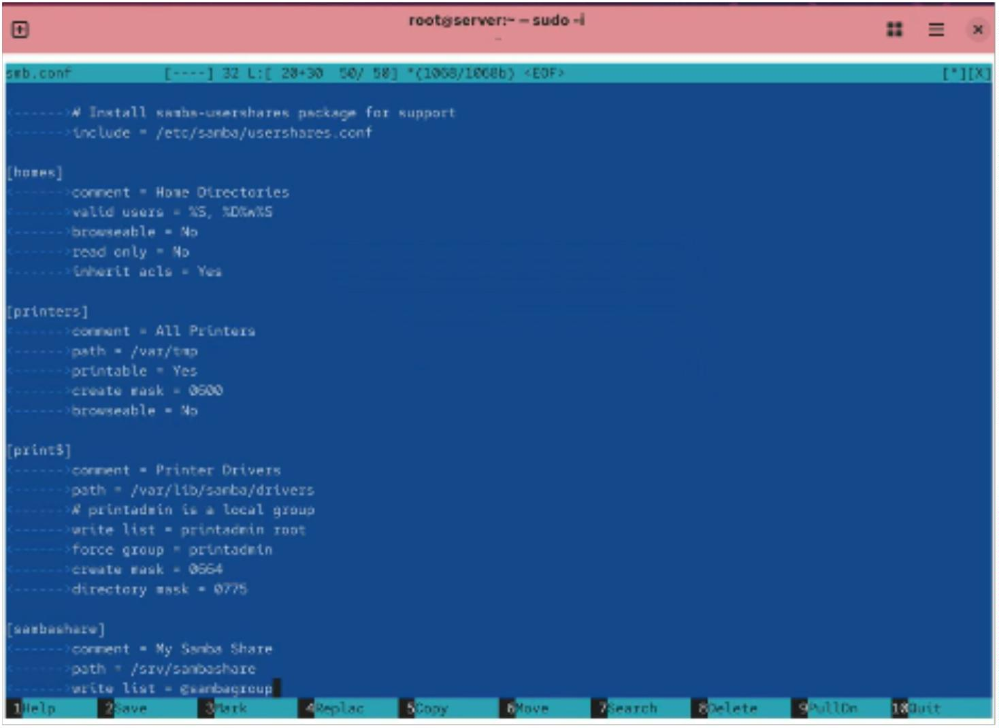 root@server:~ — sudo -i
smb.conf [----] 32 L:[ 20+30 50/ 50] *(1068/1068b) <EOF> [*][X]
<------># Install samba-usershares package for support
<------>include = /etc/samba/usershares.conf
[homes]
<------>comment = Home Directories
<------>valid users = %S, %D%w%S
<------>browseable = No
<------>read only = No
<------>inherit acls = Yes
[printers]
<------>comment = All Printers
<------>path = /var/tmp
<------>printable = Yes
<------>create mask = 0600
<------>browseable = No
[print$]
<------>comment = Printer Drivers
<------>path = /var/lib/samba/drivers
<------># printadmin is a local group
<------>write list = printadmin root
<------>force group = printadmin
<------>create mask = 0664
<------>directory mask = 0775
[sambashare]
<------>comment = My Samba Share
<------>path = /srv/sambashare
<------>write list = @sambagroup
1Help 2Save 3Mark 4Replac 5Copy 6Move 7Search 8Delete 9PullDn 10Quit